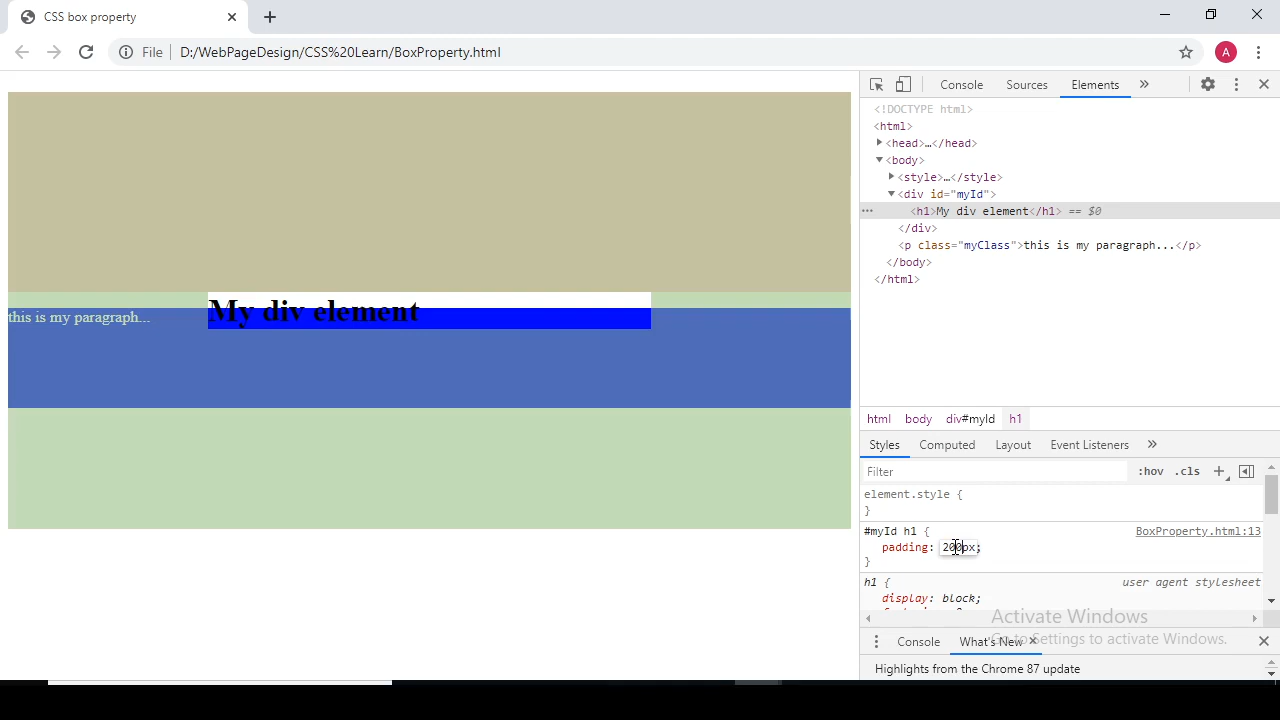 CSS box property
File D:/WebPageDesign/CSS%20Learn/BoxProperty.html
A
Console Sources Elements »
<!DOCTYPE html>
<html>
<head>…</head>
<body>
<style>…</style>
<div id="myId">
<h1>My div element</h1> == $0
</div>
<p class="myClass">this is my paragraph...</p>
</body>
</html>
My div element
this is my paragraph...
html body div#myId h1
Styles Computed Layout Event Listeners »
Filter :hov .cls
element.style {
}
#myId h1 { BoxProperty.html:13
padding: 200px;
}
h1 { user agent stylesheet
display: block;
Activate Windows
Go to Settings to activate Windows.
Console What's New
Highlights from the Chrome 87 update